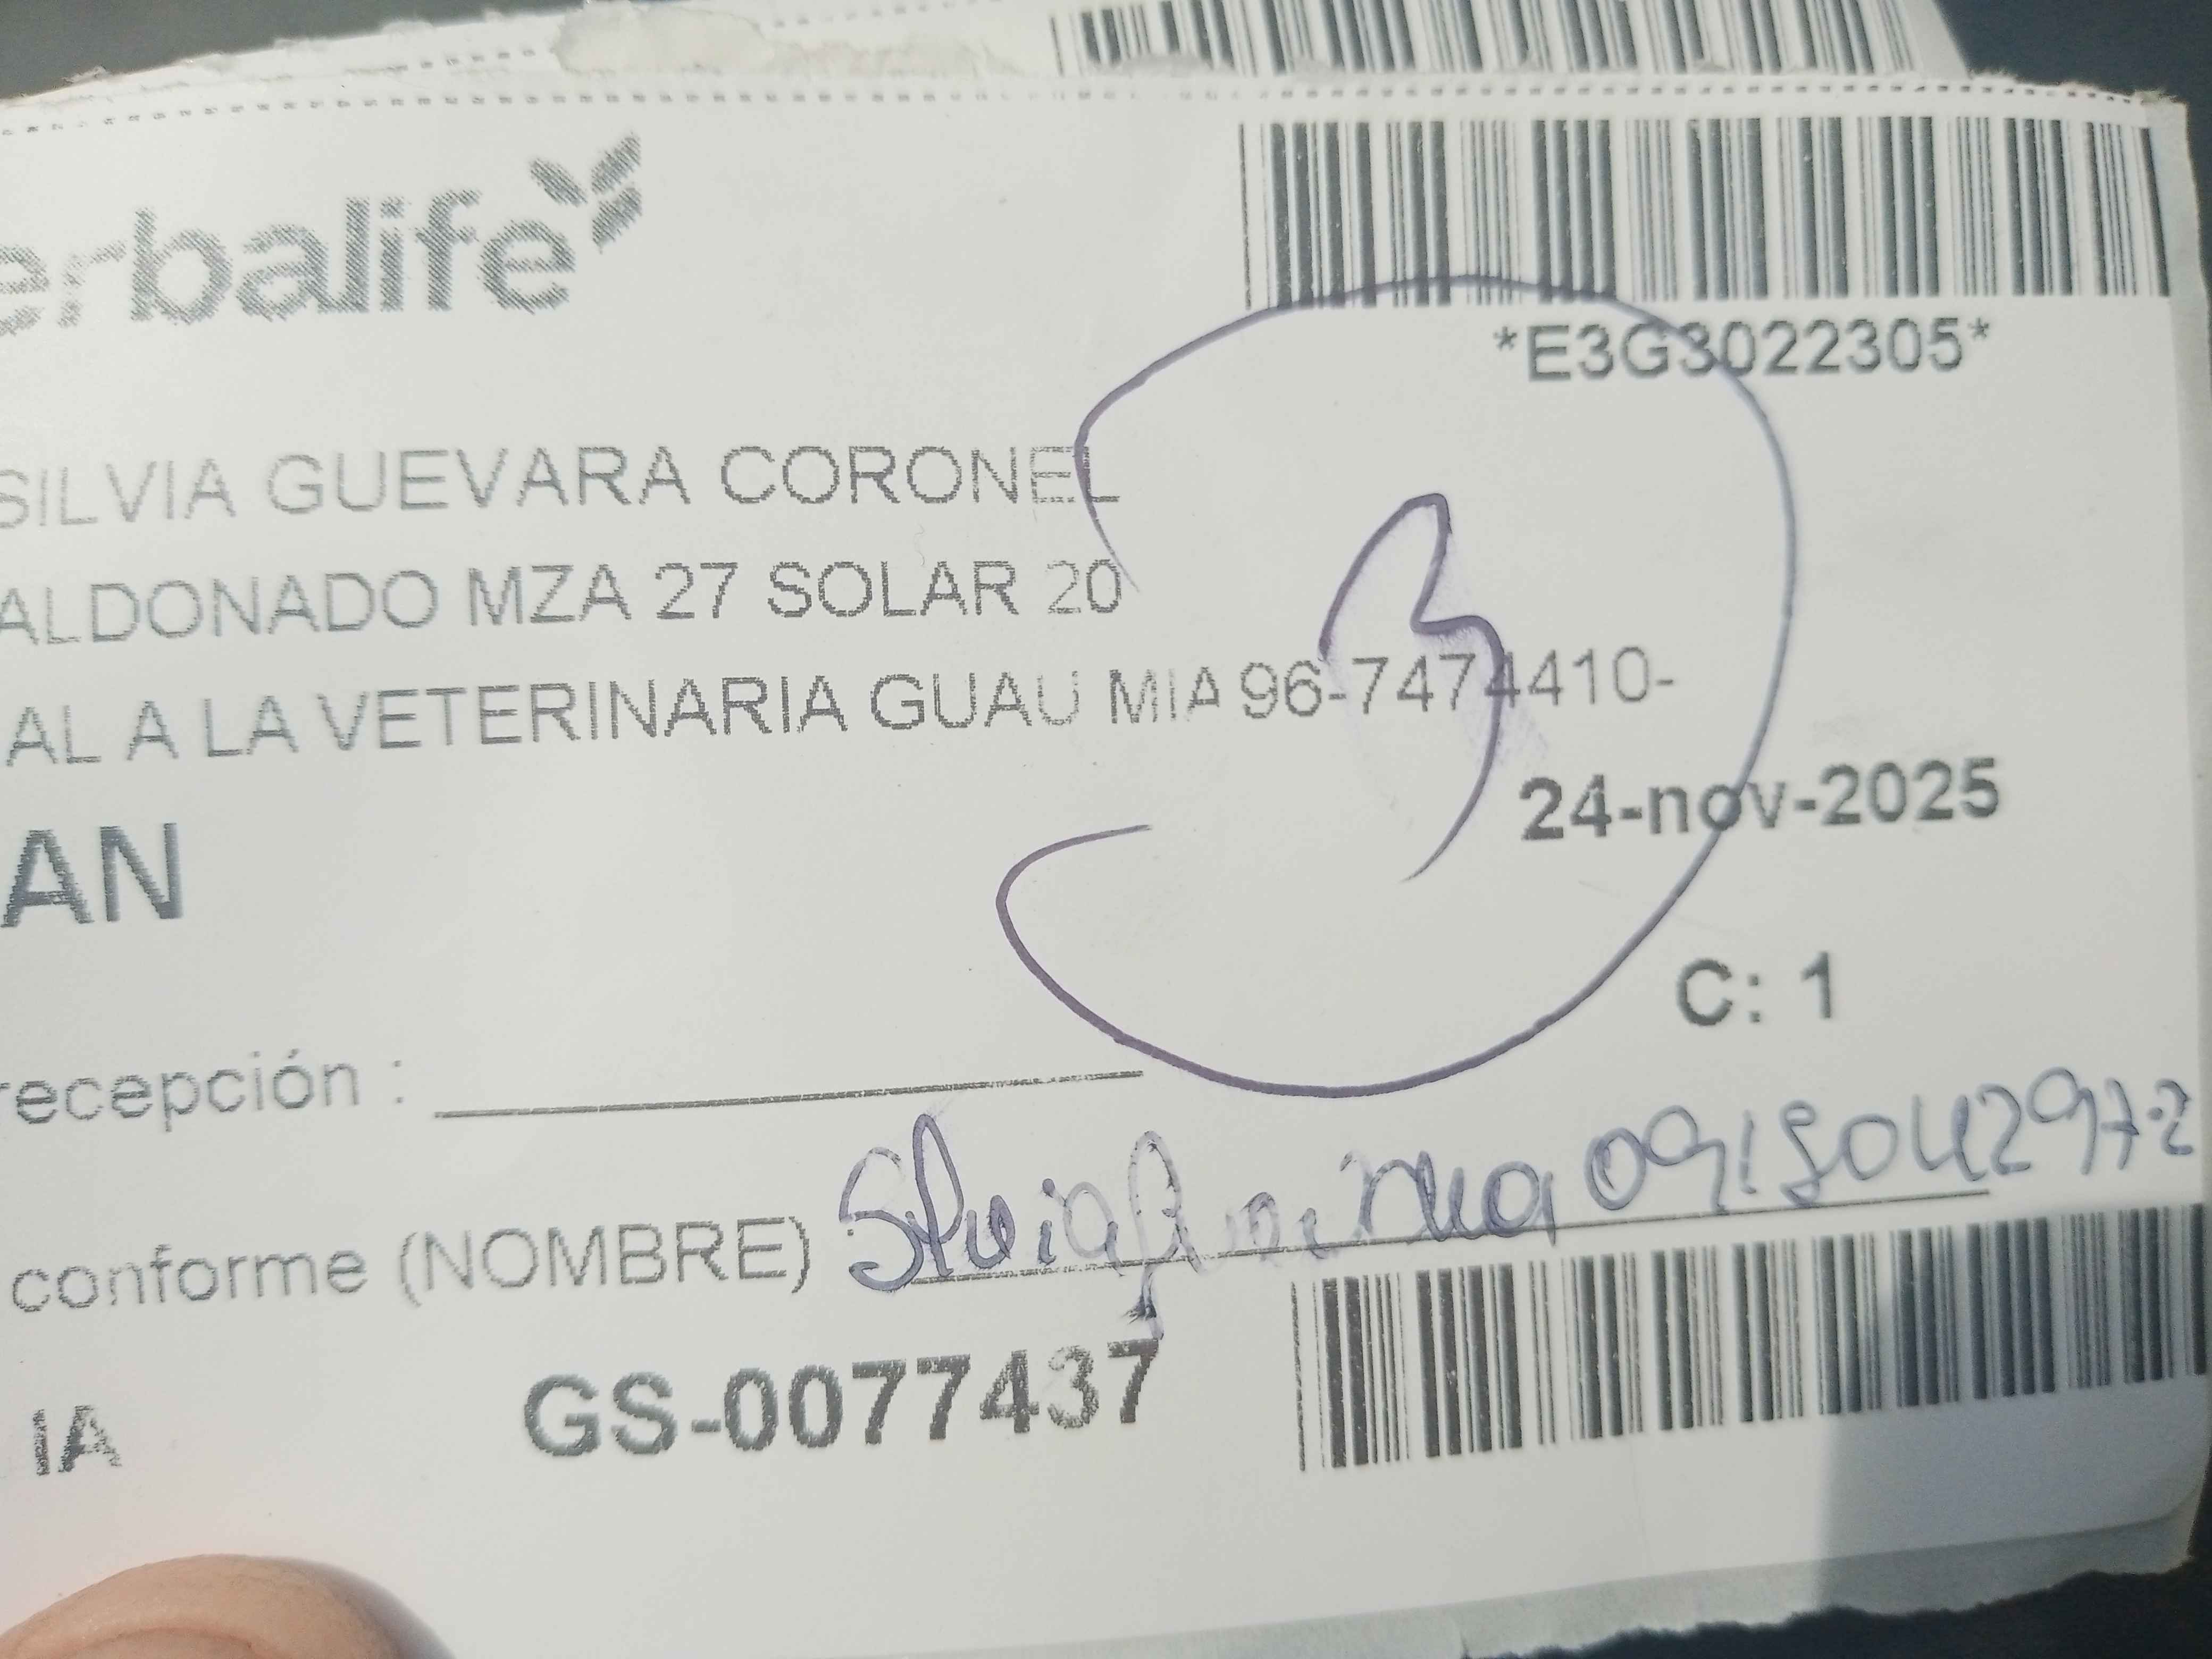 erbalife
*E3G3022305*
SILVIA GUEVARA CORONEL
ALDONADO MZA 27 SOLAR 20
AL A LA VETERINARIA GUAU MIA 96-7474410-
3
24-nov-2025
AN
C: 1
recepción :
conforme (NOMBRE) Silvia
IA GS-0077437